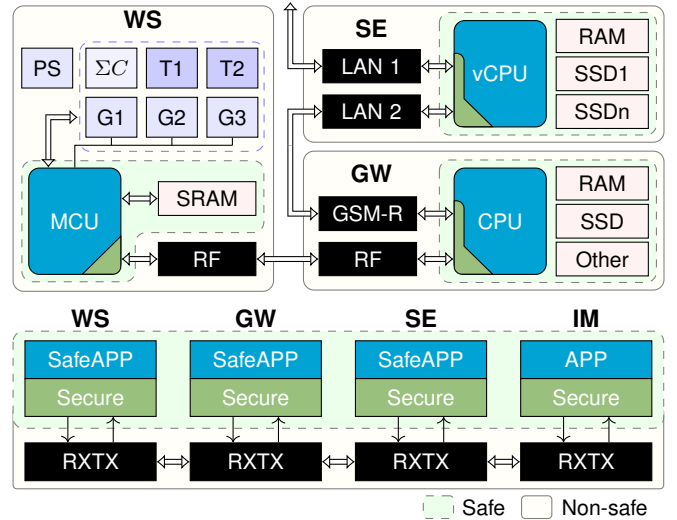 WS
PS
ΣC
T1
T2
G1
G2
G3
MCU
SRAM
RF
SE
LAN 1
LAN 2
vCPU
RAM
SSD1
SSDn
GW
GSM-R
RF
CPU
RAM
SSD
Other
WS
GW
SE
IM
SafeAPP
SafeAPP
SafeAPP
APP
Secure
Secure
Secure
Secure
RXTX
RXTX
RXTX
RXTX
Safe
Non-safe